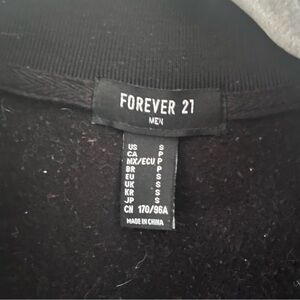 FOREVER 21
MEN
US S
CA P
MX/ECU P
BR P
EU S
UK S
KR S
JP S
CN 170/96A
MADE IN CHINA